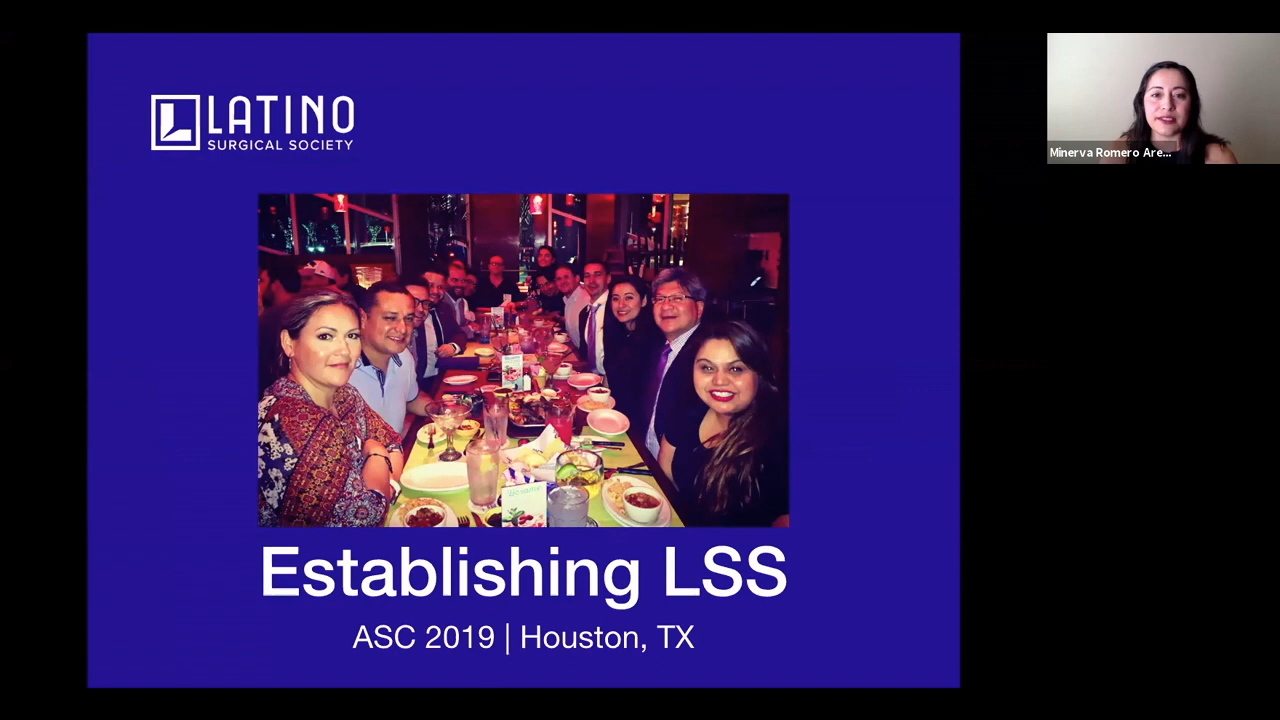 LATINO
SURGICAL SOCIETY
Minerva Romero Are...
Establishing LSS
ASC 2019 | Houston, TX